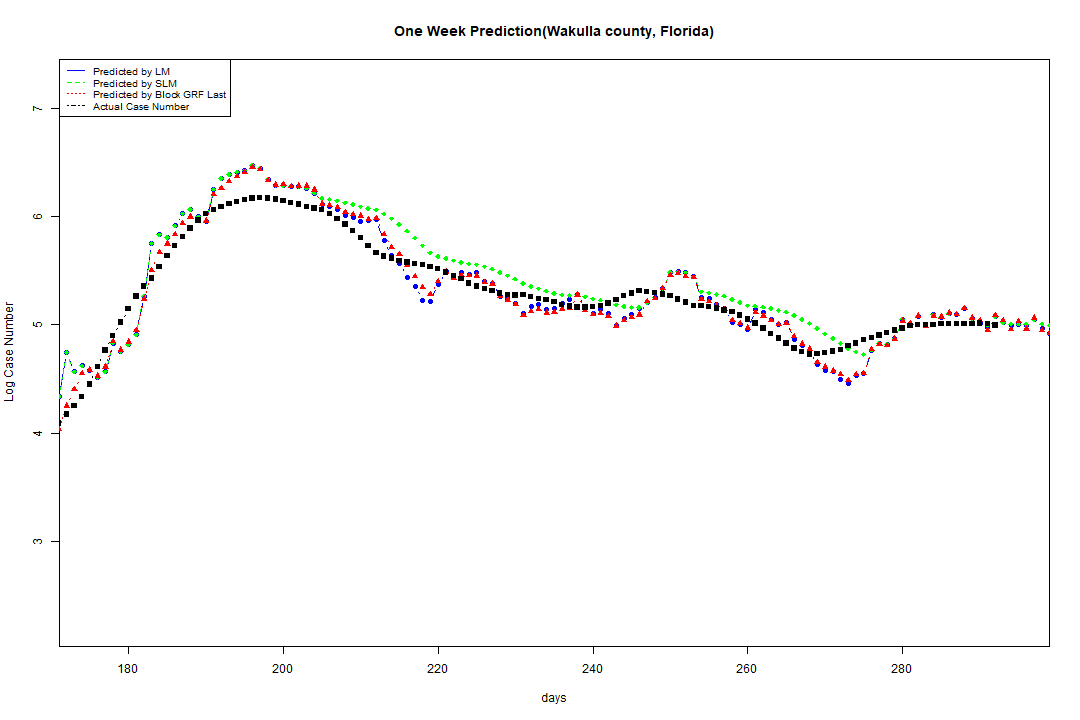 One Week Prediction(Wakulla county, Florida)
Predicted by LM
Predicted by SLM
Predicted by Block GRF Last
Actual Case Number
7
6
5
4
3
Log Case Number
180 200 220 240 260 280
days